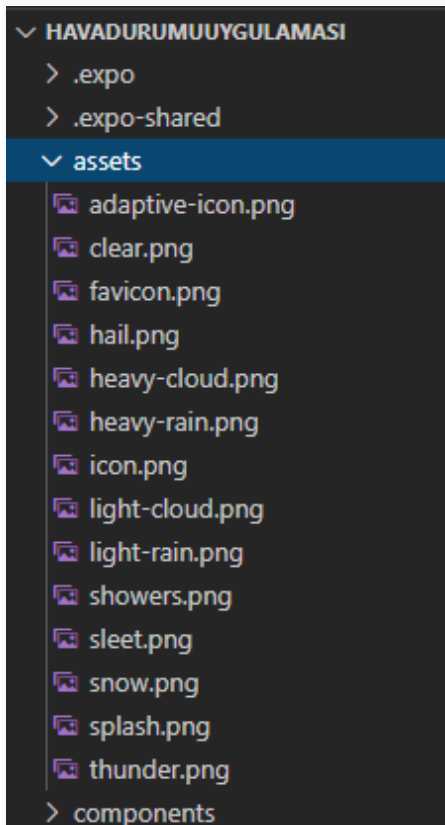 HAVADURUMUUYGULAMASI
.expo
.expo-shared
assets
adaptive-icon.png
clear.png
favicon.png
hail.png
heavy-cloud.png
heavy-rain.png
icon.png
light-cloud.png
light-rain.png
showers.png
sleet.png
snow.png
splash.png
thunder.png
components